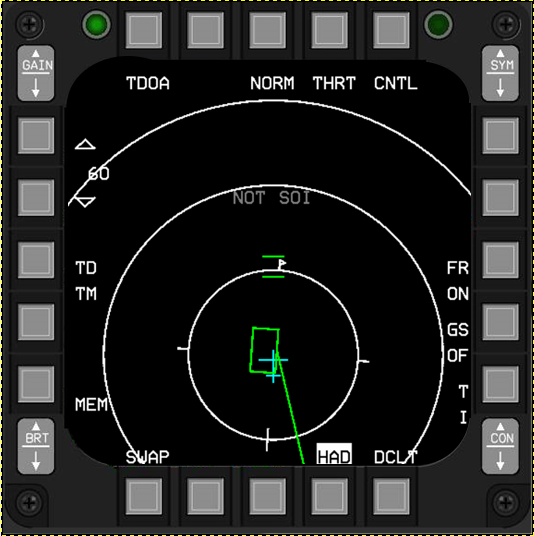 GAIN
SYM
TDOA NORM THRT CNTL
60
NOT SOI
P
TD
TM
FR
ON
GS
OF
T
I
MEM
BRT
CON
SWAP HAD DCLT